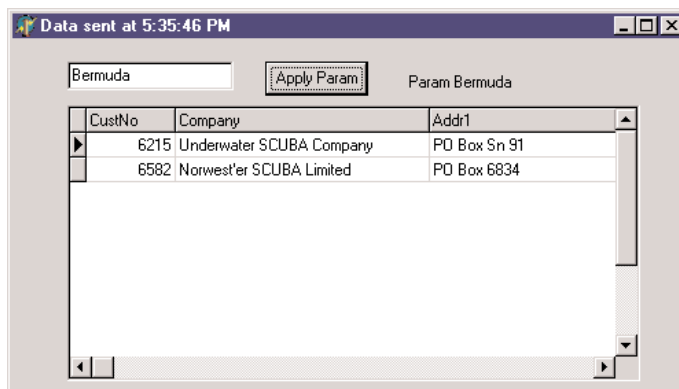 Data sent at 5:35:46 PM
Bermuda Apply Param Param Bermuda
CustNo Company Addr1
6215 Underwater SCUBA Company PO Box Sn 91
6582 Norwest'er SCUBA Limited PO Box 6834